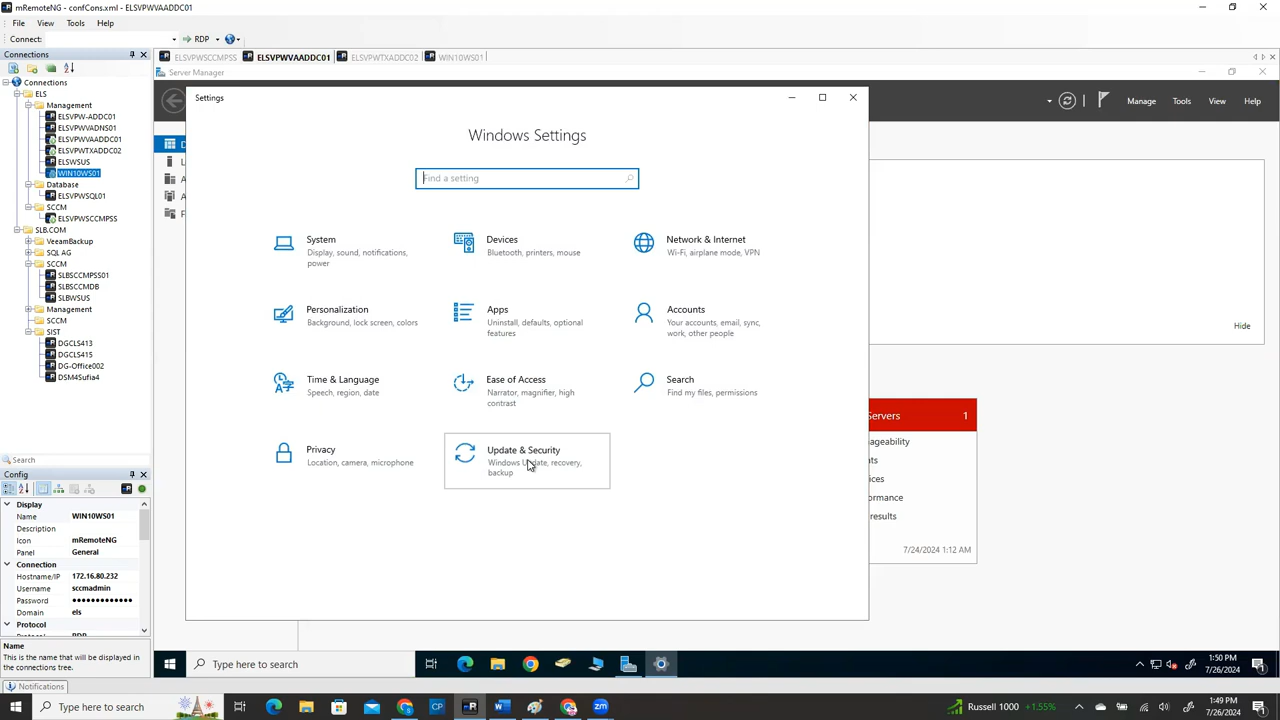 mRemoteNG - confCons.xml - ELSVPWVAADDC01
File View Tools Help
Connect: RDP
Connections
ELSVPWSCCMPSS ELSVPWVAADDC01 ELSVPWTXADDC02 WIN10WS01
Server Manager
Manage Tools View Help
Connections
ELS
Management
ELSVPW-ADDC01
ELSVPWVADNS01
ELSVPWVAADDC01
ELSVPWTXADDC02
ELSWSUS
WIN10WS01
Database
ELSVPWSQL01
SCCM
ELSVPWSCCMPSS
SLB.COM
VeeamBackup
SQL AG
SCCM
SLBSCCMPSS01
SLBSCCMDB
SLBWSUS
Management
SCCM
SIST
DGCLS413
DGCLS415
DG-Office002
DSM4Sufia4
Search
Config
Display
Name WIN10WS01
Description
Icon mRemoteNG
Panel General
Connection
Hostname/IP 172.16.80.232
Username sccmadmin
Password ●●●●●●●●●●●●
Domain els
Protocol
Name
This is the name that will be displayed in
the connections tree.
Notifications
Settings
Windows Settings
Find a setting
System
Display, sound, notifications,
power
Devices
Bluetooth, printers, mouse
Network & Internet
Wi-Fi, airplane mode, VPN
Personalization
Background, lock screen, colors
Apps
Uninstall, defaults, optional
features
Accounts
Your accounts, email, sync,
work, other people
Time & Language
Speech, region, date
Ease of Access
Narrator, magnifier, high
contrast
Search
Find my files, permissions
Privacy
Location, camera, microphone
Update & Security
Windows Update, recovery,
backup
Hide
Servers 1
ageability
ts
ices
ormance
results
7/24/2024 1:12 AM
Type here to search
1:50 PM
7/26/2024
1
Type here to search
CP
Russell 1000 +1.55%
1:49 PM
7/26/2024
1